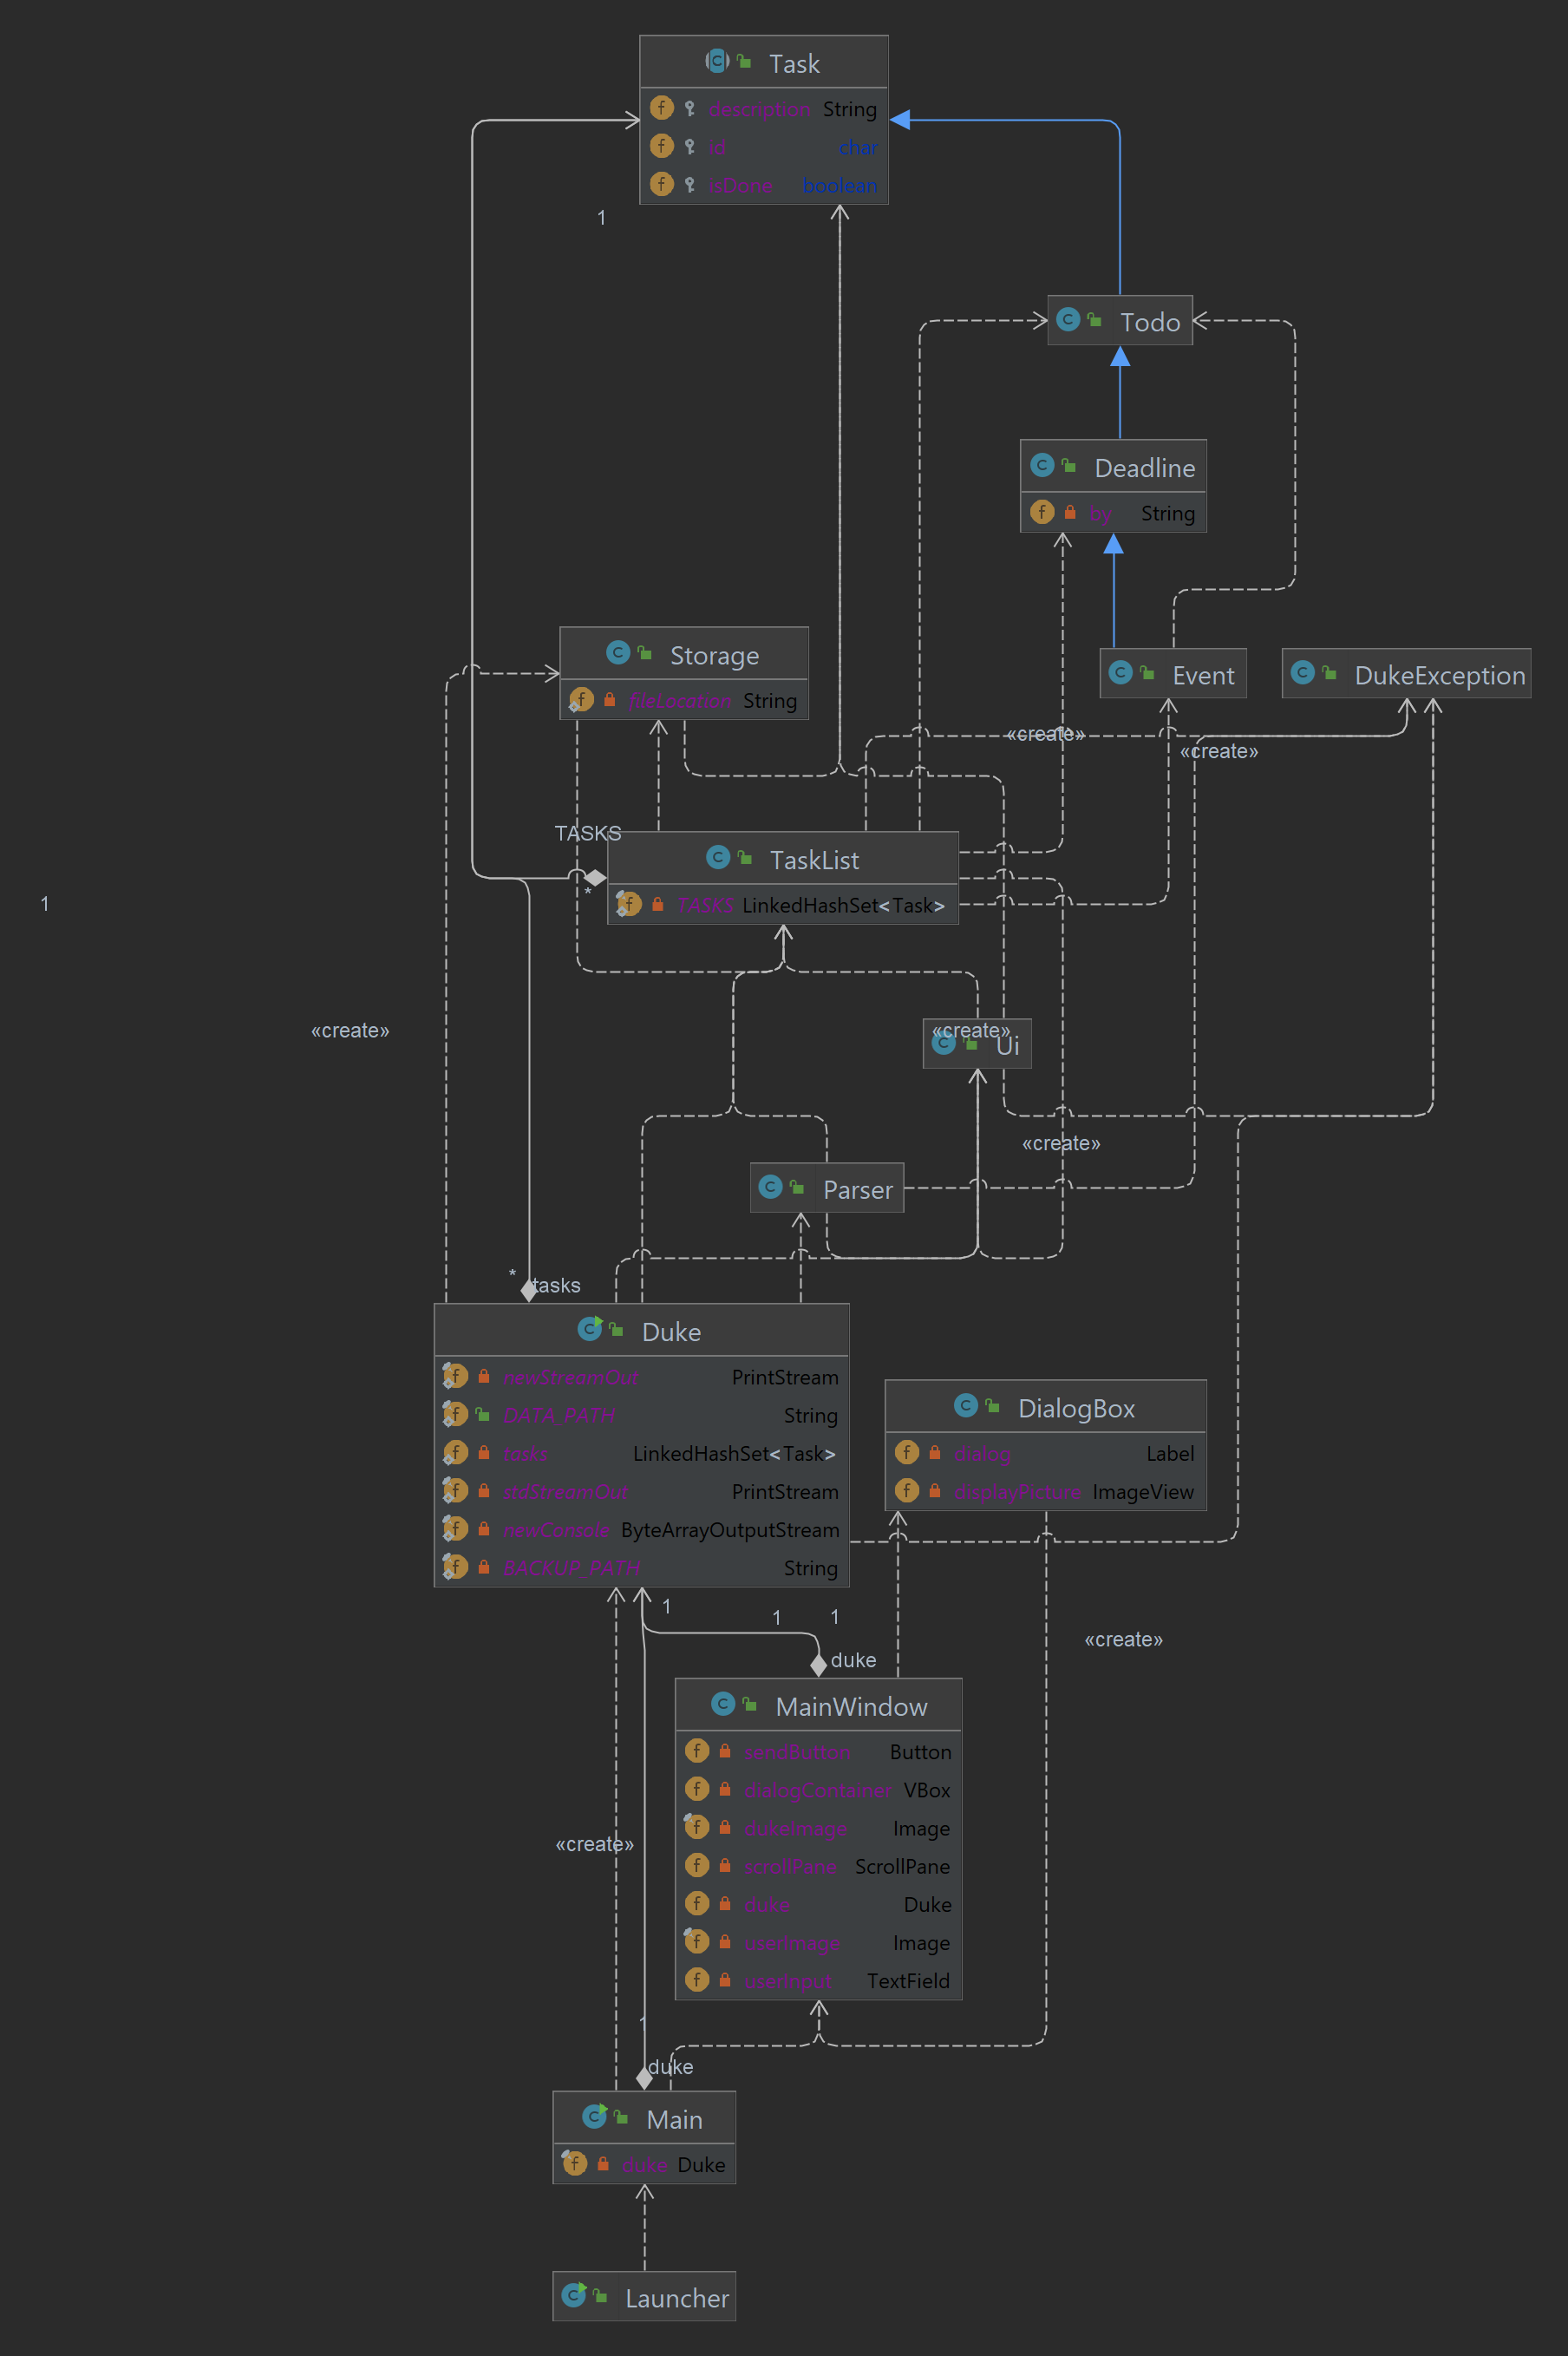 Task
description String
id char
isDone boolean
1
Todo
Deadline
by String
Storage
fileLocation String
Event
DukeException
«create»
«create»
TASKS
TaskList
*
TASKS LinkedHashSet<Task>
1
«create»
«create»
Ui
«create»
Parser
*
tasks
Duke
newStreamOut PrintStream
DATA_PATH String
tasks LinkedHashSet<Task>
stdStreamOut PrintStream
newConsole ByteArrayOutputStream
BACKUP_PATH String
DialogBox
dialog Label
displayPicture ImageView
1
1
1
«create»
duke
MainWindow
sendButton Button
dialogContainer VBox
dukeImage Image
scrollPane ScrollPane
duke Duke
userImage Image
userInput TextField
«create»
1
duke
Main
duke Duke
Launcher